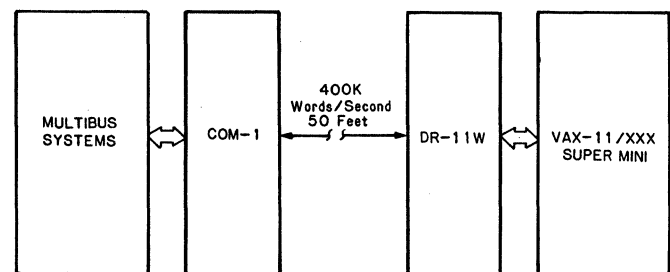 MULTIBUS
SYSTEMS
COM-1
400K
Words/Second
50 Feet
DR-11W
VAX-11/XXX
SUPER MINI